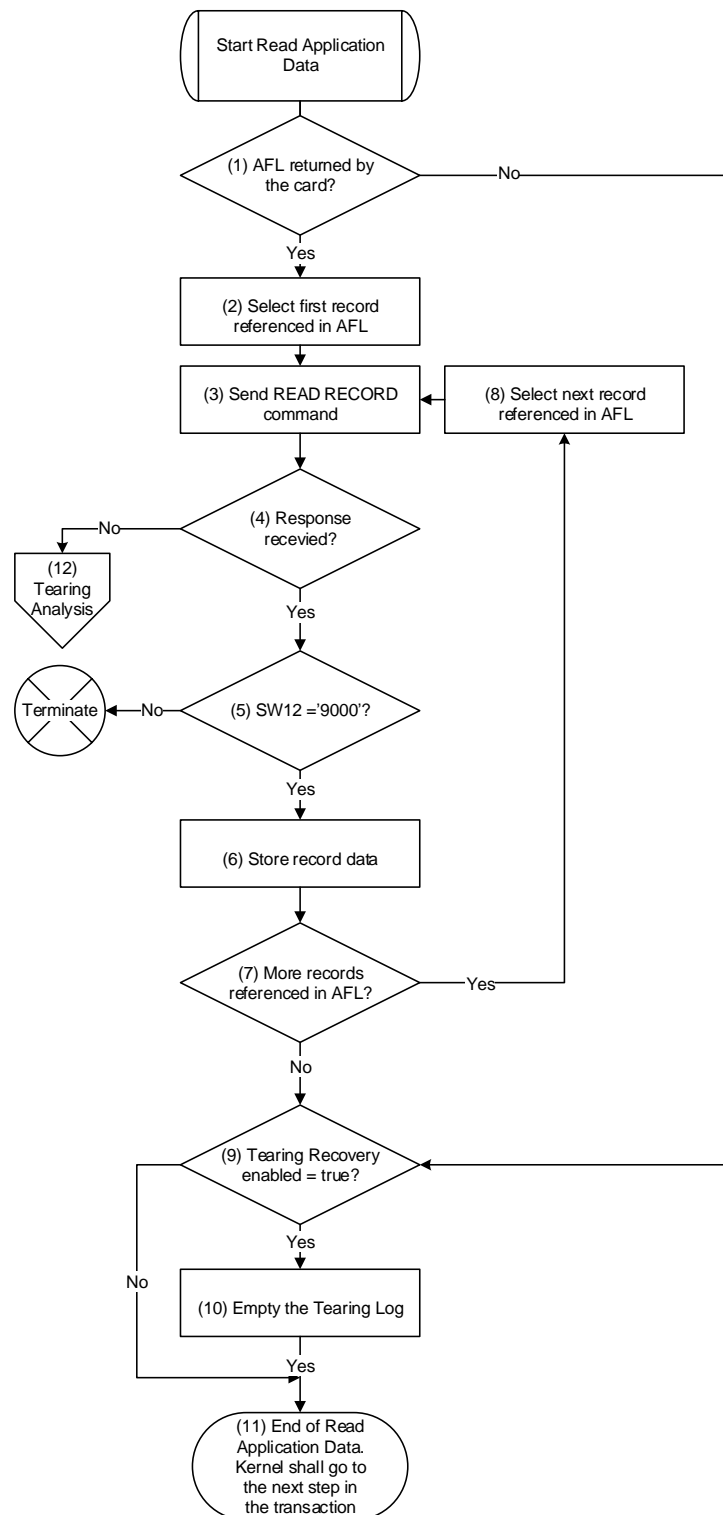 Start Read Application
Data
(1) AFL returned by
the card?
No
Yes
(2) Select first record
referenced in AFL
(3) Send READ RECORD
command
(8) Select next record
referenced in AFL
(4) Response
recevied?
No
(12)
Tearing
Analysis
Yes
(5) SW12 ='9000'?
No
Terminate
Yes
(6) Store record data
(7) More records
referenced in AFL?
Yes
No
(9) Tearing Recovery
enabled = true?
Yes
No
(10) Empty the Tearing Log
Yes
(11) End of Read
Application Data.
Kernel shall go to
the next step in
the transaction